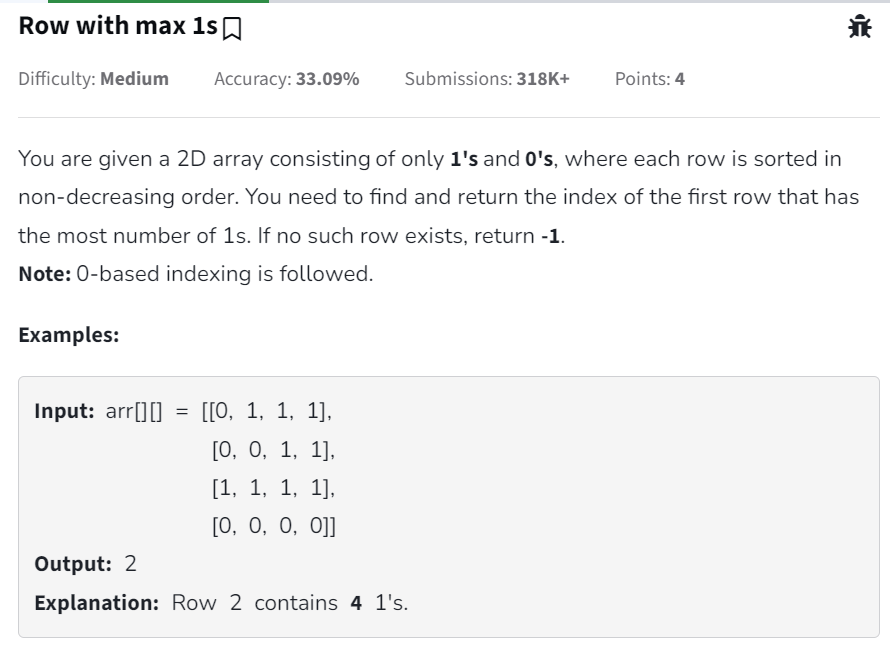 Row with max 1s
Difficulty: Medium Accuracy: 33.09% Submissions: 318K+ Points: 4
You are given a 2D array consisting of only 1's and 0's, where each row is sorted in
non-decreasing order. You need to find and return the index of the first row that has
the most number of 1s. If no such row exists, return -1.
Note: 0-based indexing is followed.
Examples:
Input: arr[][] = [[0, 1, 1, 1],
[0, 0, 1, 1],
[1, 1, 1, 1],
[0, 0, 0, 0]]
Output: 2
Explanation: Row 2 contains 4 1's.